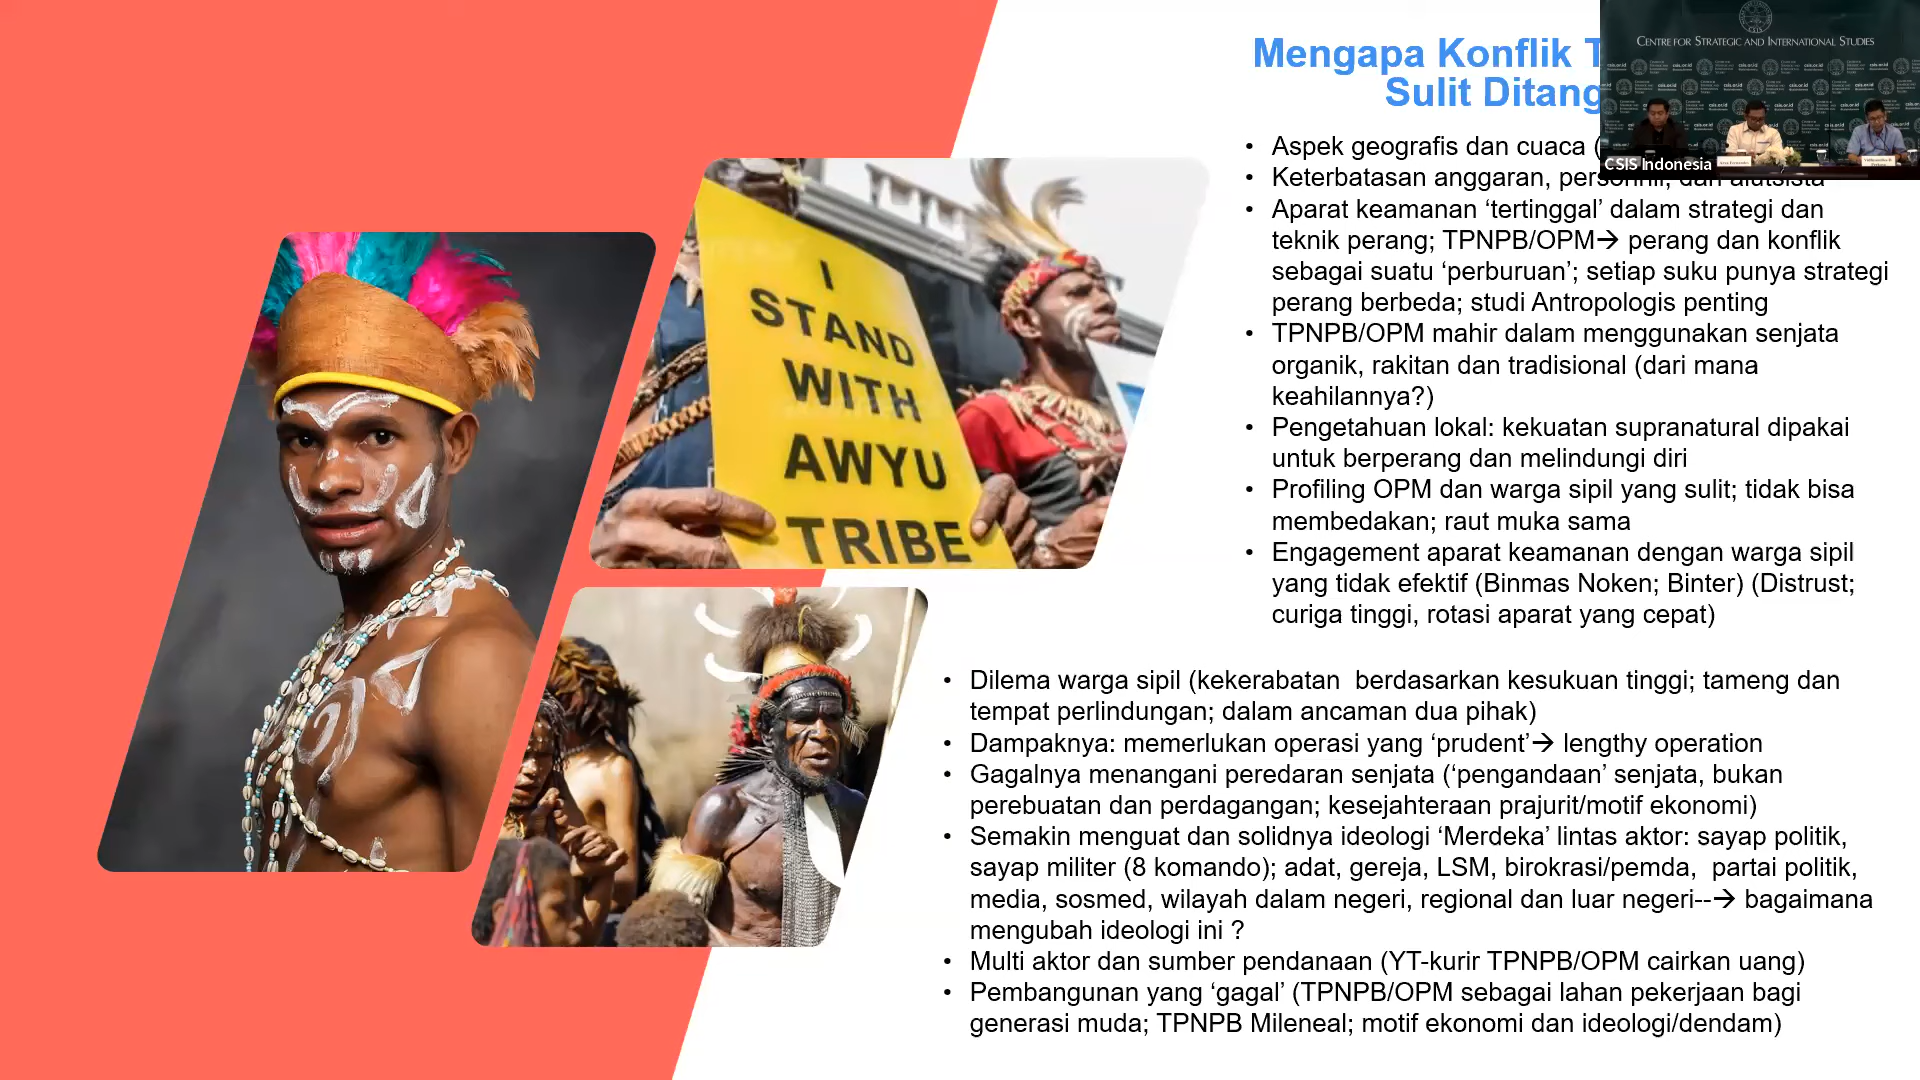 Mengapa Konflik
Sulit Ditang
CENTRE FOR STRATEGIC AND INTERNATIONAL STUDIES
CSIS Indonesia
• Aspek geografis dan cuaca (
• Keterbatasan anggaran, personnil, dan alutsista
• Aparat keamanan ‘tertinggal’ dalam strategi dan
teknik perang; TPNPB/OPM→ perang dan konflik
sebagai suatu ‘perburuan’; setiap suku punya strategi
perang berbeda; studi Antropologis penting
• TPNPB/OPM mahir dalam menggunakan senjata
organik, rakitan dan tradisional (dari mana
keahilannya?)
• Pengetahuan lokal: kekuatan supranatural dipakai
untuk berperang dan melindungi diri
• Profiling OPM dan warga sipil yang sulit; tidak bisa
membedakan; raut muka sama
• Engagement aparat keamanan dengan warga sipil
yang tidak efektif (Binmas Noken; Binter) (Distrust;
curiga tinggi, rotasi aparat yang cepat)
I
STAND
WITH
AWYU
TRIBE
• Dilema warga sipil (kekerabatan  berdasarkan kesukuan tinggi; tameng dan
tempat perlindungan; dalam ancaman dua pihak)
• Dampaknya: memerlukan operasi yang ‘prudent’→ lengthy operation
• Gagalnya menangani peredaran senjata (‘pengandaan’ senjata, bukan
perebuatan dan perdagangan; kesejahteraan prajurit/motif ekonomi)
• Semakin menguat dan solidnya ideologi ‘Merdeka’ lintas aktor: sayap politik,
sayap militer (8 komando); adat, gereja, LSM, birokrasi/pemda,  partai politik,
media, sosmed, wilayah dalam negeri, regional dan luar negeri--→ bagaimana
mengubah ideologi ini ?
• Multi aktor dan sumber pendanaan (YT-kurir TPNPB/OPM cairkan uang)
• Pembangunan yang ‘gagal’ (TPNPB/OPM sebagai lahan pekerjaan bagi
generasi muda; TPNPB Mileneal; motif ekonomi dan ideologi/dendam)